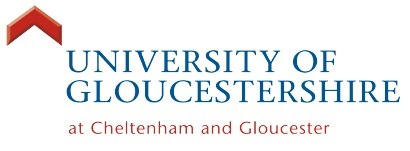 UNIVERSITY OF
GLOUCESTERSHIRE
at Cheltenham and Gloucester